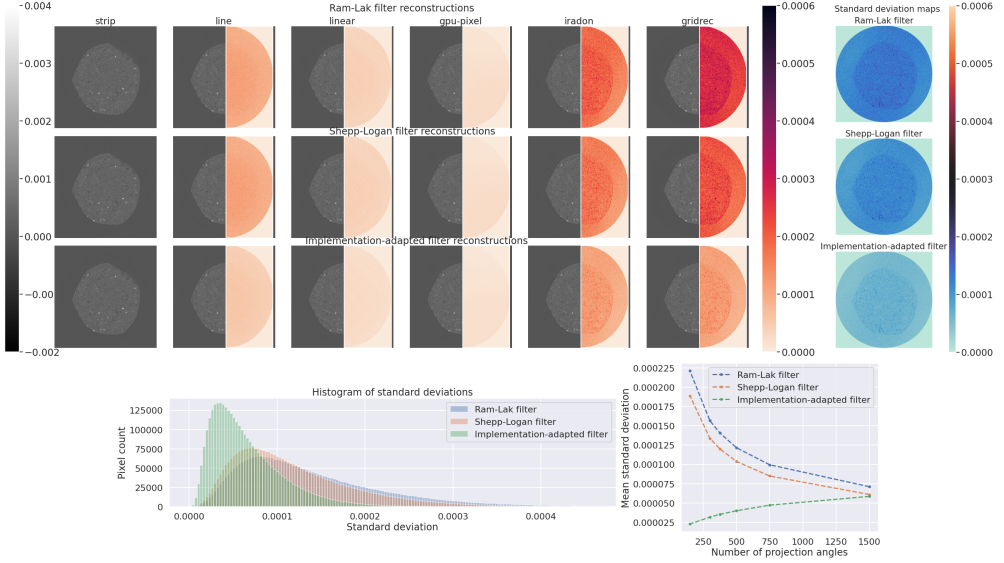 Ram-Lak filter reconstructions
strip line linear gpu-pixel iradon gridrec
0.004
0.003
0.002
0.001
0.000
−0.00
−0.002
Shepp-Logan filter reconstructions
Implementation-adapted filter reconstructions
0.0006
0.0005
0.0004
0.0003
0.0002
0.0001
0.0000
Standard deviation maps
Ram-Lak filter
Shepp-Logan filter
Implementation-adapted filter
0.0006
0.0005
0.0004
0.0003
0.0002
0.0001
0.0000
Histogram of standard deviations
Pixel count
125000
100000
75000
50000
25000
0
Ram-Lak filter
Shepp-Logan filter
Implementation-adapted filter
0.0000 0.0001 0.0002 0.0003 0.0004
Standard deviation
Mean standard deviation
0.000225
0.000200
0.000175
0.000150
0.000125
0.000100
0.000075
0.000050
0.000025
Ram-Lak filter
Shepp-Logan filter
Implementation-adapted filter
250 500 750 1000 1250 1500
Number of projection angles